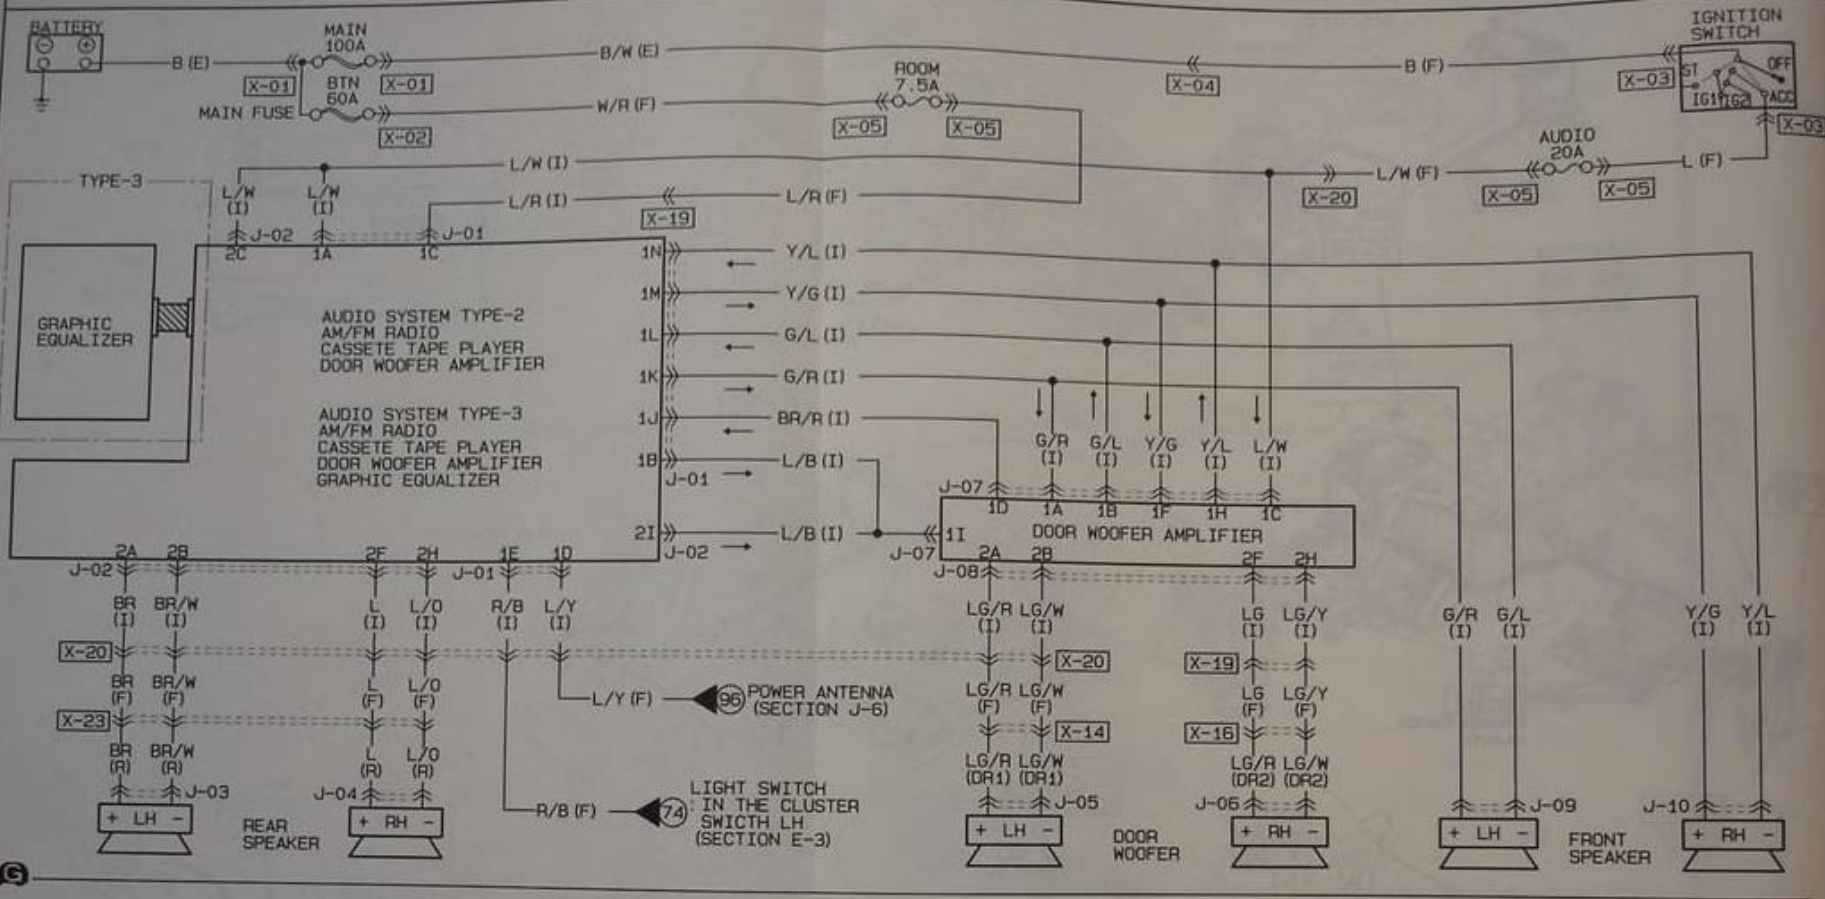 BATTERY
MAIN
100A
IGNITION
SWITCH
B (E)
X-01
X-01
B/W (E)
ROOM
7.5A
X-04
B (F)
X-03
ST
OFF
IG1
IG2
ACC
X-03
BTN
60A
MAIN FUSE
X-02
W/R (F)
X-05
X-05
AUDIO
20A
L/W (I)
X-20
L/W (F)
X-05
X-05
L (F)
TYPE-3
L/W
(I)
L/W
(I)
L/R (I)
X-19
L/R (F)
J-02
J-01
2C
1A
1C
GRAPHIC
EQUALIZER
AUDIO SYSTEM TYPE-2
AM/FM RADIO
CASSETE TAPE PLAYER
DOOR WOOFER AMPLIFIER
AUDIO SYSTEM TYPE-3
AM/FM RADIO
CASSETE TAPE PLAYER
DOOR WOOFER AMPLIFIER
GRAPHIC EQUALIZER
1N
Y/L (I)
1M
Y/G (I)
1L
G/L (I)
1K
G/R (I)
1J
BR/R (I)
1B
L/B (I)
J-01
2I
L/B (I)
J-02
G/R
(I)
G/L
(I)
Y/G
(I)
Y/L
(I)
L/W
(I)
J-07
1D
1A
1B
1F
1H
1C
1I
DOOR WOOFER AMPLIFIER
J-07
2A
2B
2F
2H
J-08
2A
2B
2F
2H
1E
1D
J-02
J-01
BR
(I)
BR/W
(I)
L
(I)
L/O
(I)
R/B
(I)
L/Y
(I)
LG/R
(I)
LG/W
(I)
LG
(I)
LG/Y
(I)
G/R
(I)
G/L
(I)
Y/G
(I)
Y/L
(I)
X-20
X-20
X-19
BR
(F)
BR/W
(F)
L
(F)
L/O
(F)
L/Y (F)
96
POWER ANTENNA
(SECTION J-6)
LG/R
(F)
LG/W
(F)
LG
(F)
LG/Y
(F)
X-23
X-14
X-16
BR
(R)
BR/W
(R)
L
(R)
L/O
(R)
LG/R
(DR1)
LG/W
(DR1)
LG/R
(DR2)
LG/W
(DR2)
J-03
J-04
R/B (F)
74
LIGHT SWITCH
: IN THE CLUSTER
SWICTH LH
(SECTION E-3)
J-05
J-06
J-09
J-10
+ LH -
REAR
SPEAKER
+ RH -
+ LH -
DOOR
WOOFER
+ RH -
+ LH -
FRONT
SPEAKER
+ RH -
G